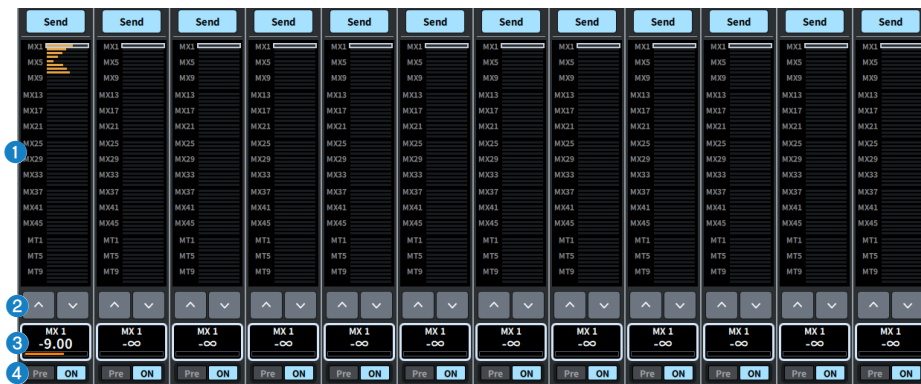 Send Send Send Send Send Send Send Send Send Send Send Send
MX1 MX1 MX1 MX1 MX1 MX1 MX1 MX1 MX1 MX1 MX1 MX1
MX5 MX5 MX5 MX5 MX5 MX5 MX5 MX5 MX5 MX5 MX5 MX5
MX9 MX9 MX9 MX9 MX9 MX9 MX9 MX9 MX9 MX9 MX9 MX9
MX13 MX13 MX13 MX13 MX13 MX13 MX13 MX13 MX13 MX13 MX13 MX13
MX17 MX17 MX17 MX17 MX17 MX17 MX17 MX17 MX17 MX17 MX17 MX17
MX21 MX21 MX21 MX21 MX21 MX21 MX21 MX21 MX21 MX21 MX21 MX21
MX25 MX25 MX25 MX25 MX25 MX25 MX25 MX25 MX25 MX25 MX25 MX25
1 MX29 MX29 MX29 MX29 MX29 MX29 MX29 MX29 MX29 MX29 MX29 MX29
MX33 MX33 MX33 MX33 MX33 MX33 MX33 MX33 MX33 MX33 MX33 MX33
MX37 MX37 MX37 MX37 MX37 MX37 MX37 MX37 MX37 MX37 MX37 MX37
MX41 MX41 MX41 MX41 MX41 MX41 MX41 MX41 MX41 MX41 MX41 MX41
MX45 MX45 MX45 MX45 MX45 MX45 MX45 MX45 MX45 MX45 MX45 MX45
MT1 MT1 MT1 MT1 MT1 MT1 MT1 MT1 MT1 MT1 MT1 MT1
MT5 MT5 MT5 MT5 MT5 MT5 MT5 MT5 MT5 MT5 MT5 MT5
MT9 MT9 MT9 MT9 MT9 MT9 MT9 MT9 MT9 MT9 MT9 MT9
2
MX 1 MX 1 MX 1 MX 1 MX 1 MX 1 MX 1 MX 1 MX 1 MX 1 MX 1 MX 1
3 -9.00 -∞ -∞ -∞ -∞ -∞ -∞ -∞ -∞ -∞ -∞ -∞
4 Pre ON Pre ON Pre ON Pre ON Pre ON Pre ON Pre ON Pre ON Pre ON Pre ON Pre ON Pre ON